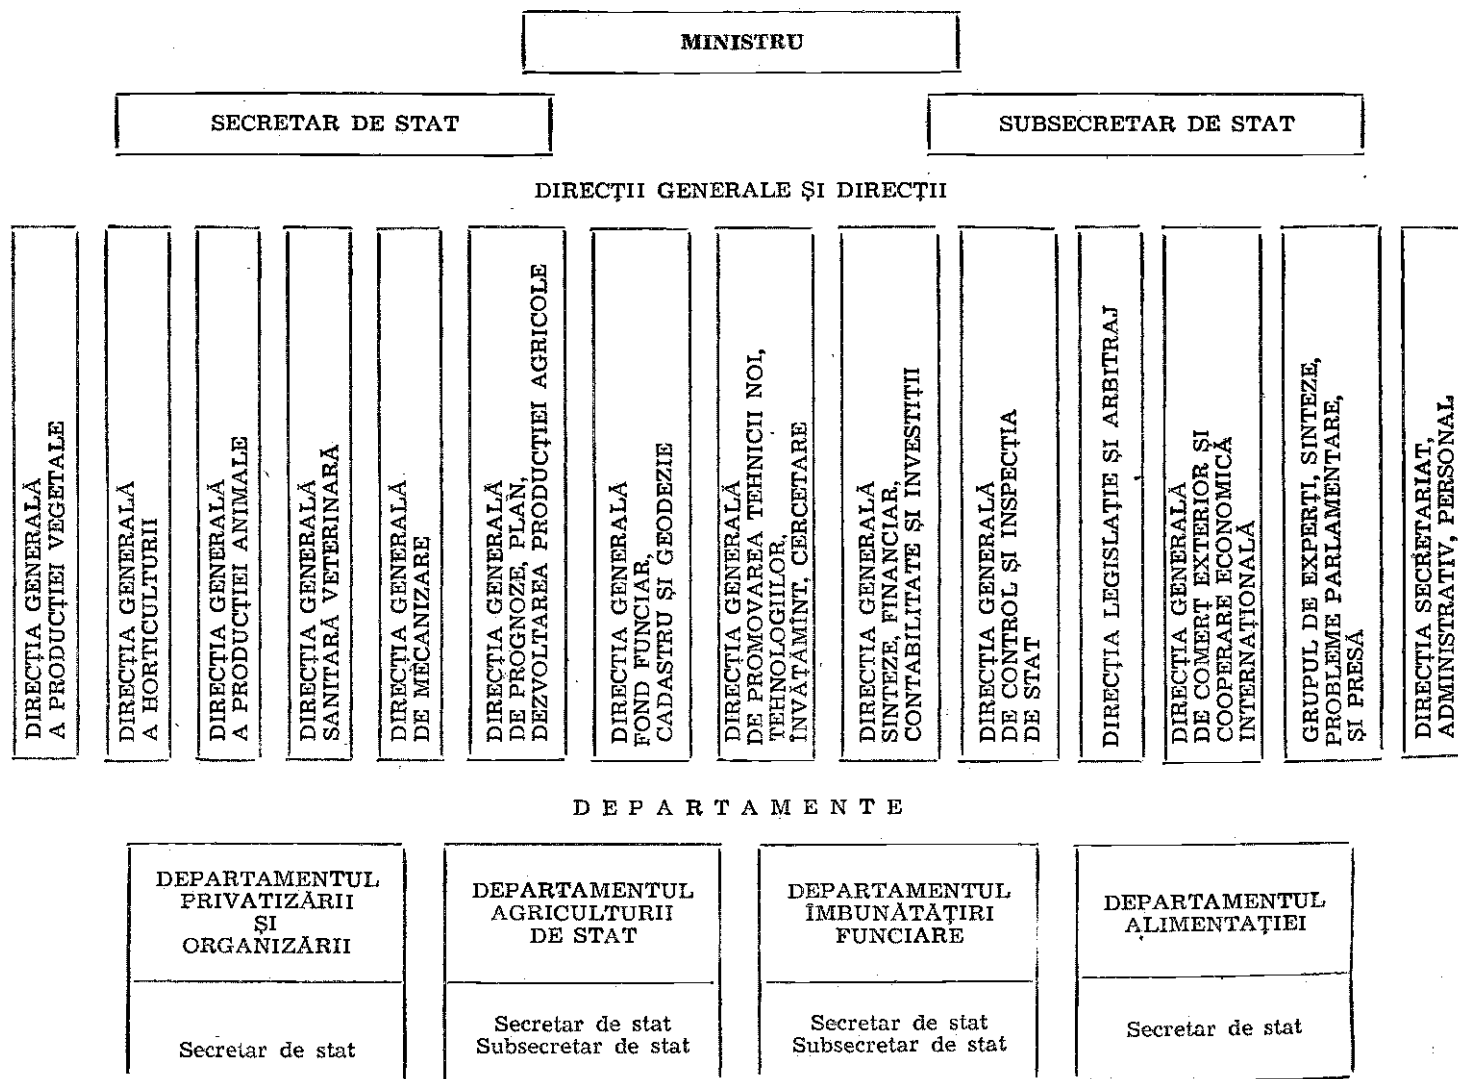 MINISTRU
SECRETAR DE STAT
SUBSECRETAR DE STAT
DIRECȚII GENERALE ȘI DIRECȚII
DIRECȚIA GENERALĂ
A PRODUCȚIEI VEGETALE
DIRECȚIA GENERALĂ
A HORTICULTURII
DIRECȚIA GENERALĂ
A PRODUCȚIEI ANIMALE
DIRECȚIA GENERALĂ
SANITARĂ VETERINARĂ
DIRECȚIA GENERALĂ
DE MECANIZARE
DIRECȚIA GENERALĂ
DE PROGNOZE, PLAN,
DEZVOLTAREA PRODUCȚIEI AGRICOLE
DIRECȚIA GENERALĂ
FOND FUNCIAR,
CADASTRU ȘI GEODEZIE
DIRECȚIA GENERALĂ
DE PROMOVAREA TEHNICII NOI,
TEHNOLOGIILOR,
ÎNVĂȚĂMÎNT, CERCETARE
DIRECȚIA GENERALĂ
SINTEZE, FINANCIAR,
CONTABILITATE ȘI INVESTIȚII
DIRECȚIA GENERALĂ
DE CONTROL ȘI INSPECȚIA
DE STAT
DIRECȚIA LEGISLAȚIE ȘI ARBITRAJ
DIRECȚIA GENERALĂ
DE COMERȚ EXTERIOR ȘI
COOPERARE ECONOMICĂ
INTERNAȚIONALĂ
GRUPUL DE EXPERȚI, SINTEZE,
PROBLEME PARLAMENTARE,
ȘI PRESĂ
DIRECȚIA SECRETARIAT,
ADMINISTRATIV, PERSONAL
DEPARTAMENTE
DEPARTAMENTUL
PRIVATIZĂRII
ȘI
ORGANIZĂRII
Secretar de stat
DEPARTAMENTUL
AGRICULTURII
DE STAT
Secretar de stat
Subsecretar de stat
DEPARTAMENTUL
ÎMBUNĂTĂȚIRI
FUNCIARE
Secretar de stat
Subsecretar de stat
DEPARTAMENTUL
ALIMENTAȚIEI
Secretar de stat